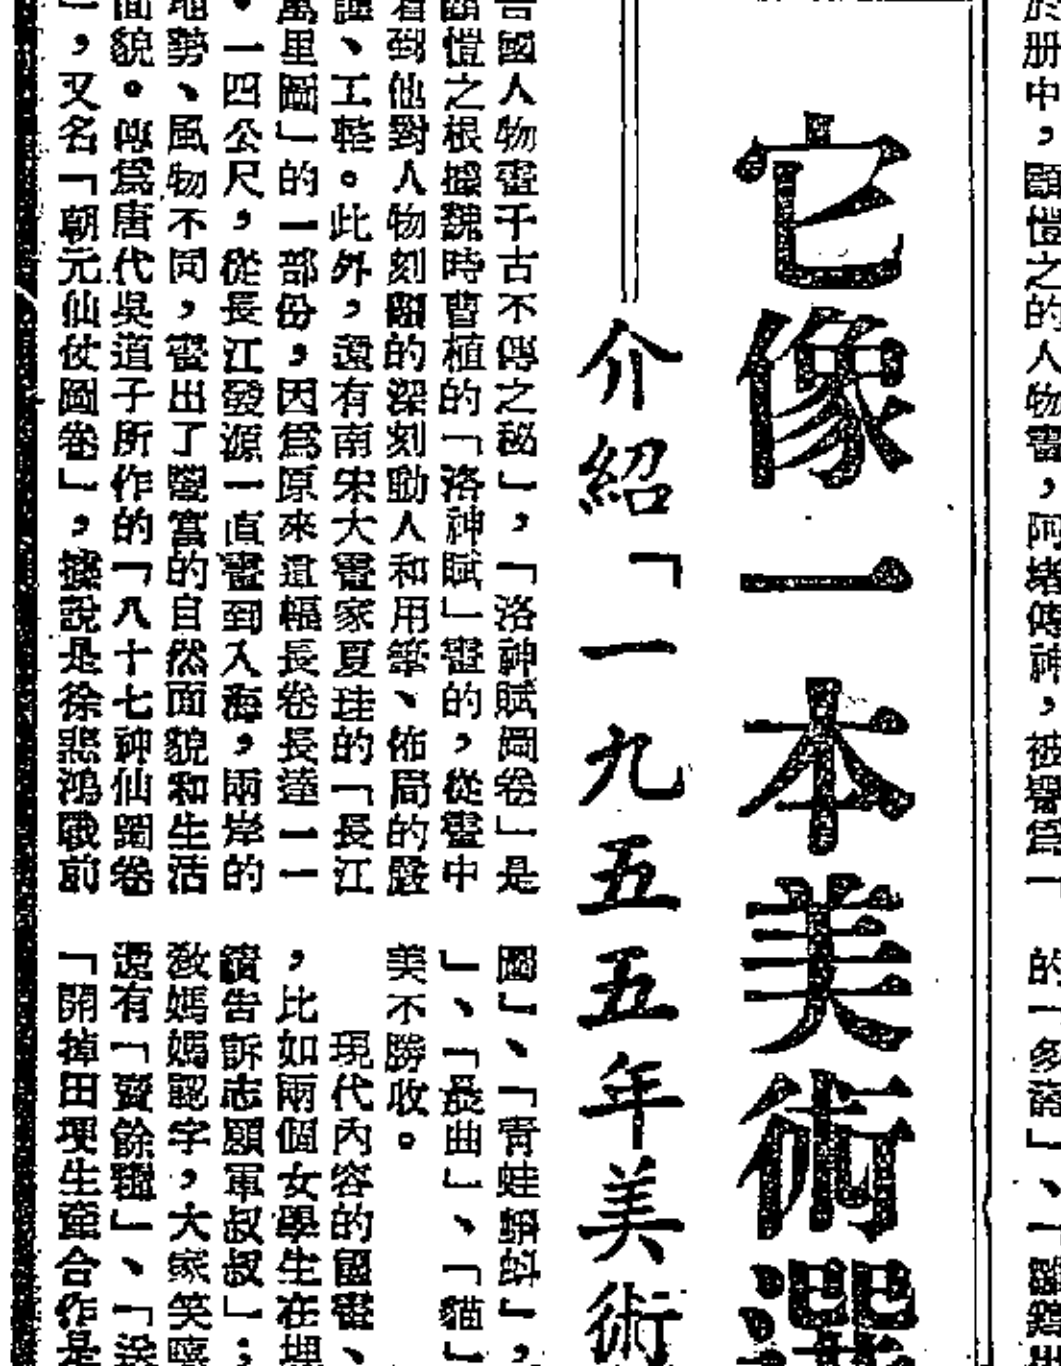 於册中，顧愷之的人物畫，阿堵傳神，被譽爲一
的一多
它像一本美術選
介紹「一九五五年美術
國人物畫千古不傳之秘」，「洛神賦圖卷」是
顧愷之根據魏時曹植的「洛神賦」畫的，從畫中
看到他對人物刻劃的深刻動人和用筆、佈局的嚴
謹、工整。此外，還有南宋大畫家夏珪的「長江
萬里圖」的一部份，因爲原來這幅長卷長達一一
・一四公尺，從長江發源一直畫到入海，兩岸的
地勢、風物不同，畫出了豐富的自然面貌和生活
面貌。傳爲唐代吳道子所作的「八十七神仙圖卷
」，又名「朝元仙仗圖卷」，據說是徐悲鴻戰前
圖」、「青蛙蝌蚪」，
」、「晨曲」、「貓」
美不勝收。
現代內容的國畫、
，比如兩個女學生在
讀告訴志願軍叔叔」；
教媽媽認字，大家笑嘻
還有「賣餘糧」、「送
「開掉田埂生產合作是